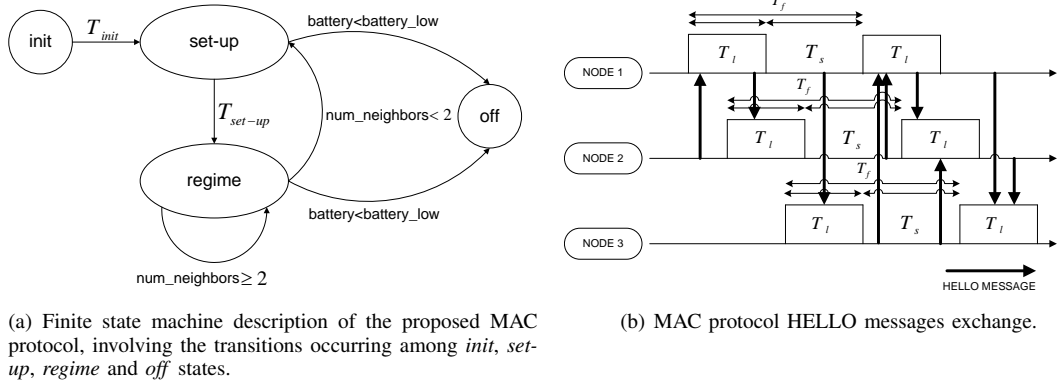 init
T_init
set-up
battery<battery_low
T_set-up
num_neighbors< 2
off
regime
battery<battery_low
num_neighbors≥ 2
(a) Finite state machine description of the proposed MAC
protocol, involving the transitions occurring among init, set-
up, regime and off states.
T_f
NODE 1
T_l
T_s
T_l
T_f
NODE 2
T_l
T_s
T_l
T_f
NODE 3
T_l
T_s
T_l
HELLO MESSAGE
(b) MAC protocol HELLO messages exchange.